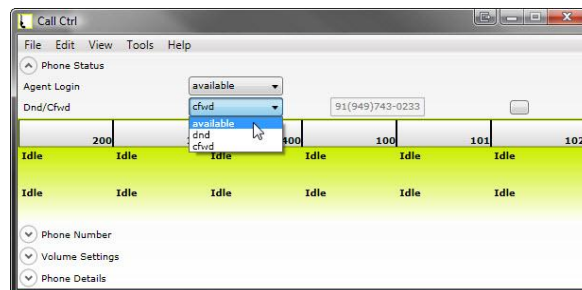 Call Ctrl
File Edit View Tools Help
Phone Status
Agent Login available
Dnd/Cfwd cfwd 91(949)743-0233
available
dnd
cfwd
200 400 100 101 102
Idle Idle Idle Idle Idle Idle
Idle Idle Idle Idle Idle Idle
Phone Number
Volume Settings
Phone Details